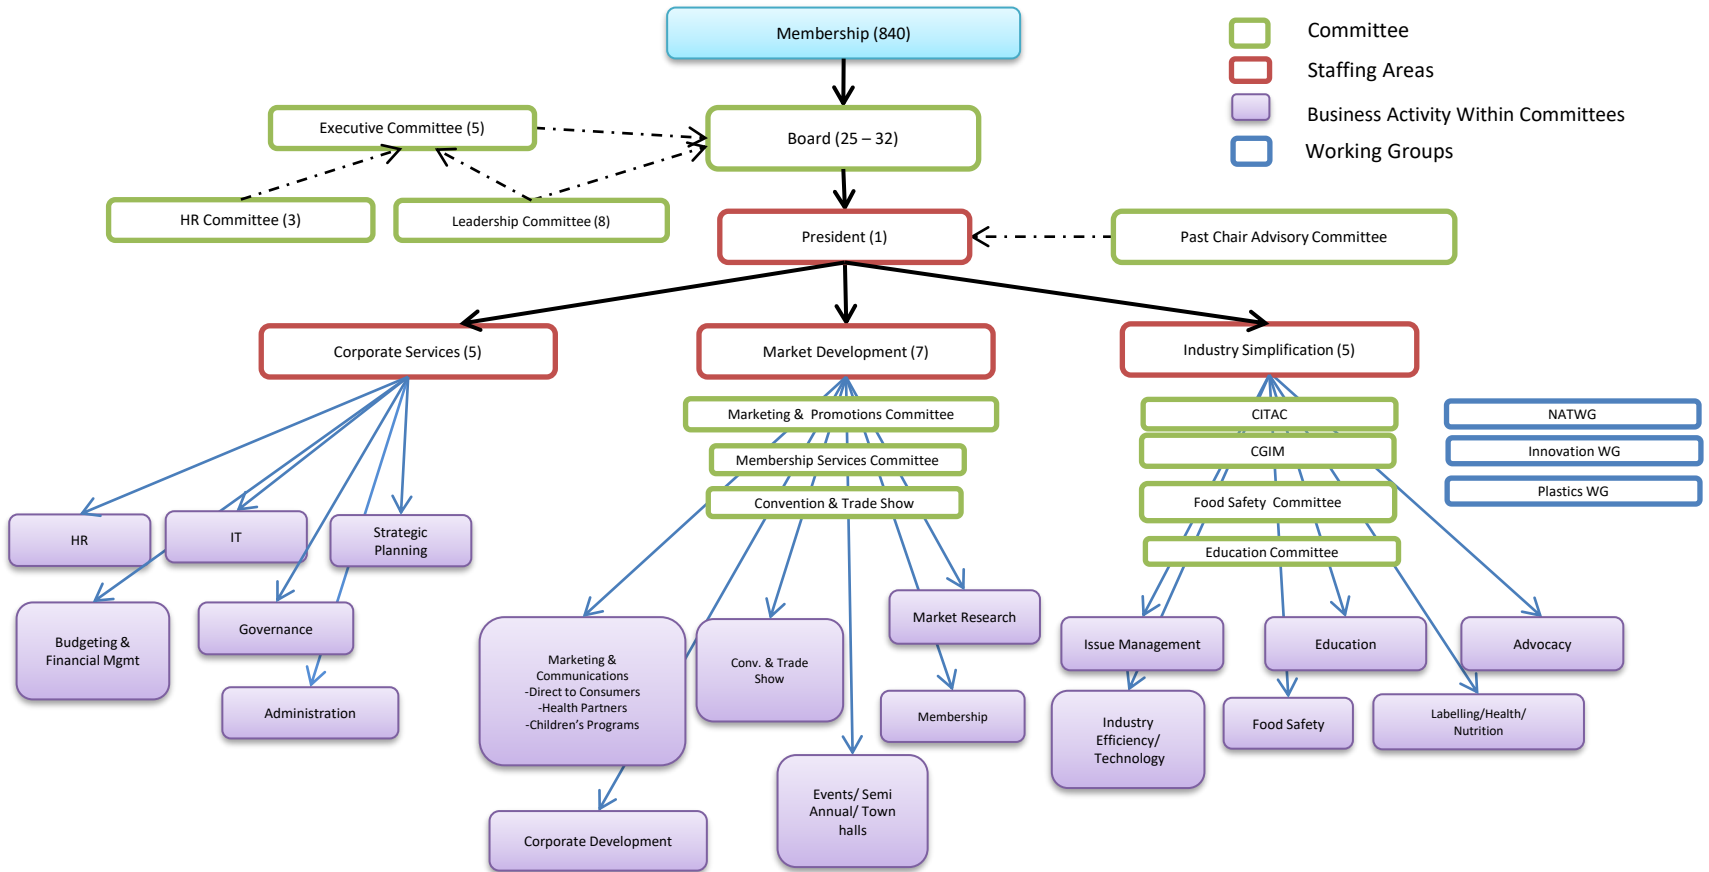 Membership (840)
Committee
Staffing Areas
Business Activity Within Committees
Working Groups
Executive Committee (5)
Board (25 – 32)
HR Committee (3)
Leadership Committee (8)
President (1)
Past Chair Advisory Committee
Corporate Services (5)
Market Development (7)
Industry Simplification (5)
Marketing & Promotions Committee
Membership Services Committee
Convention & Trade Show
CITAC
CGIM
Food Safety Committee
Education Committee
NATWG
Innovation WG
Plastics WG
HR
IT
Strategic
Planning
Budgeting &
Financial Mgmt
Governance
Administration
Marketing &
Communications
-Direct to Consumers
-Health Partners
-Children's Programs
Conv. & Trade
Show
Market Research
Membership
Corporate Development
Events/ Semi
Annual/ Town
halls
Issue Management
Education
Advocacy
Industry
Efficiency/
Technology
Food Safety
Labelling/Health/
Nutrition